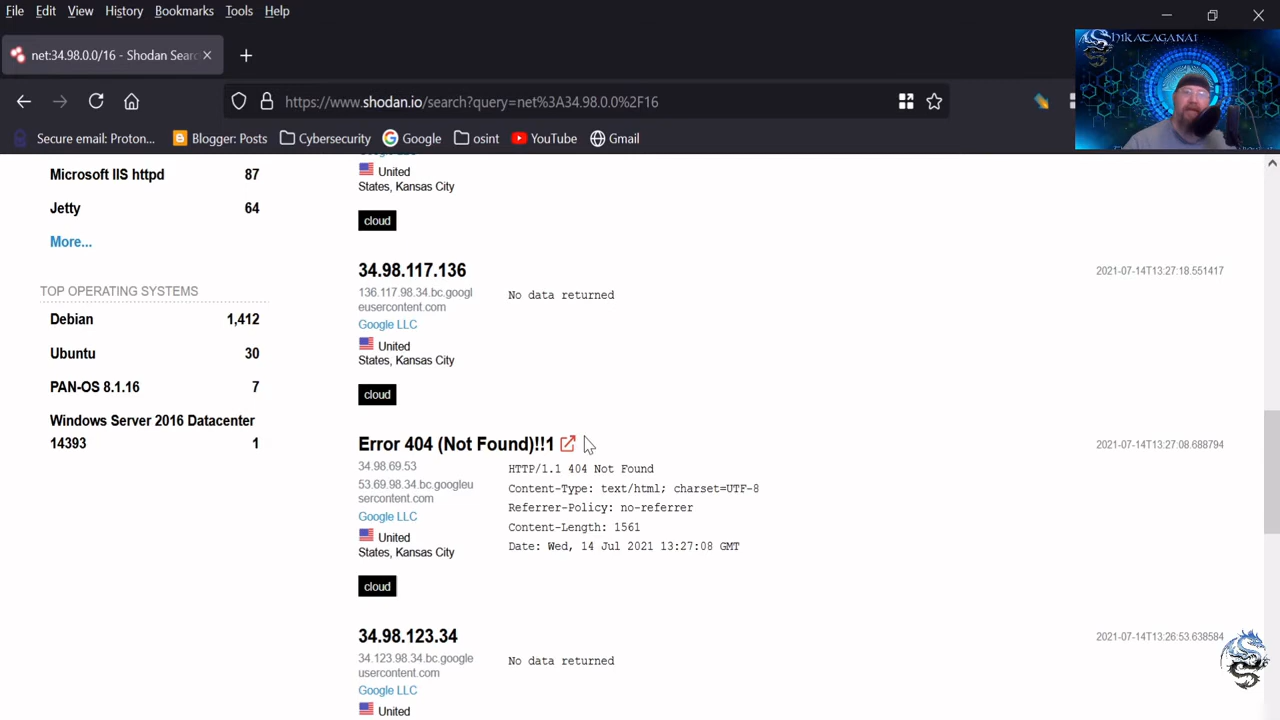 File Edit View History Bookmarks Tools Help
net:34.98.0.0/16 - Shodan Sear
https://www.shodan.io/search?query=net%3A34.98.0.0%2F16
SHIKATAGANAI
Secure email: Proton... Blogger: Posts Cybersecurity Google osint YouTube Gmail
Microsoft IIS httpd 87
Jetty 64
More...
TOP OPERATING SYSTEMS
Debian 1,412
Ubuntu 30
PAN-OS 8.1.16 7
Windows Server 2016 Datacenter
14393 1
United
States, Kansas City
cloud
34.98.117.136
2021-07-14T13:27:18.551417
136.117.98.34.bc.googl
eusercontent.com
Google LLC
United
States, Kansas City
cloud
No data returned
Error 404 (Not Found)!!1
2021-07-14T13:27:08.688794
34.98.69.53
53.69.98.34.bc.googleu
sercontent.com
Google LLC
United
States, Kansas City
cloud
HTTP/1.1 404 Not Found
Content-Type: text/html; charset=UTF-8
Referrer-Policy: no-referrer
Content-Length: 1561
Date: Wed, 14 Jul 2021 13:27:08 GMT
34.98.123.34
2021-07-14T13:26:53.638584
34.123.98.34.bc.google
usercontent.com
Google LLC
United
No data returned